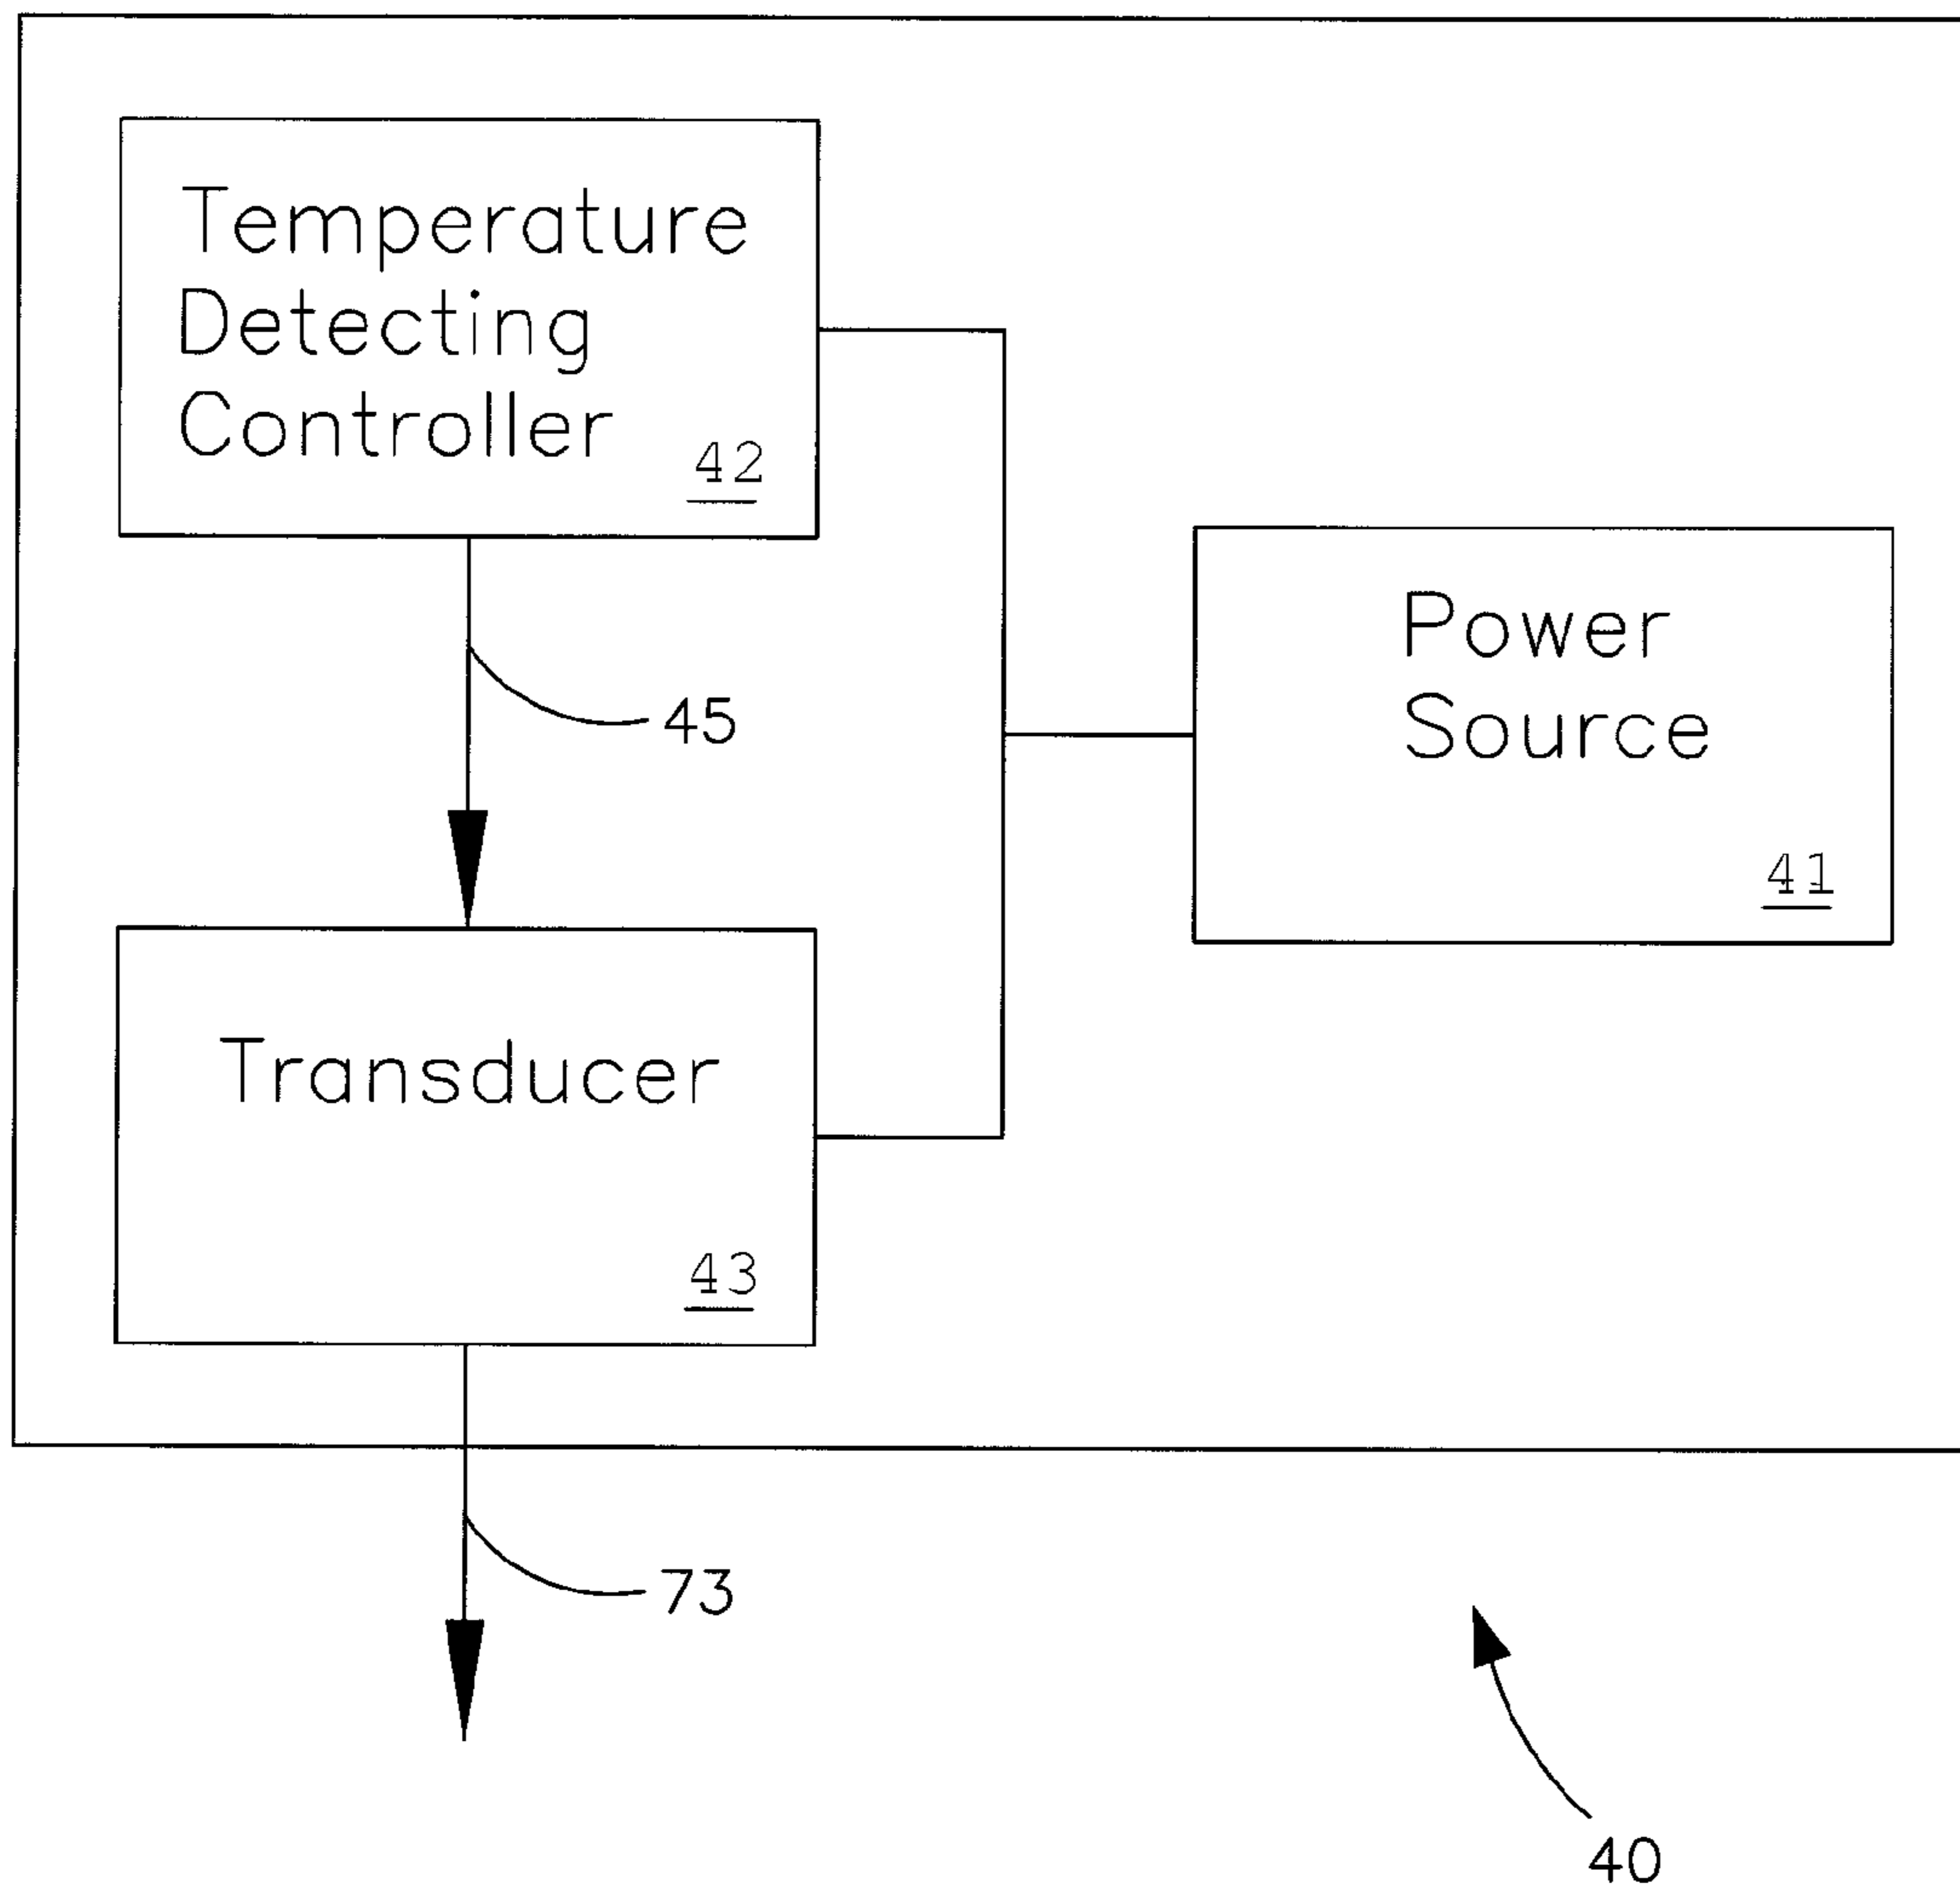 Temperature
Detecting
Controller
42
45
Power
Source
41
Transducer
43
73
40